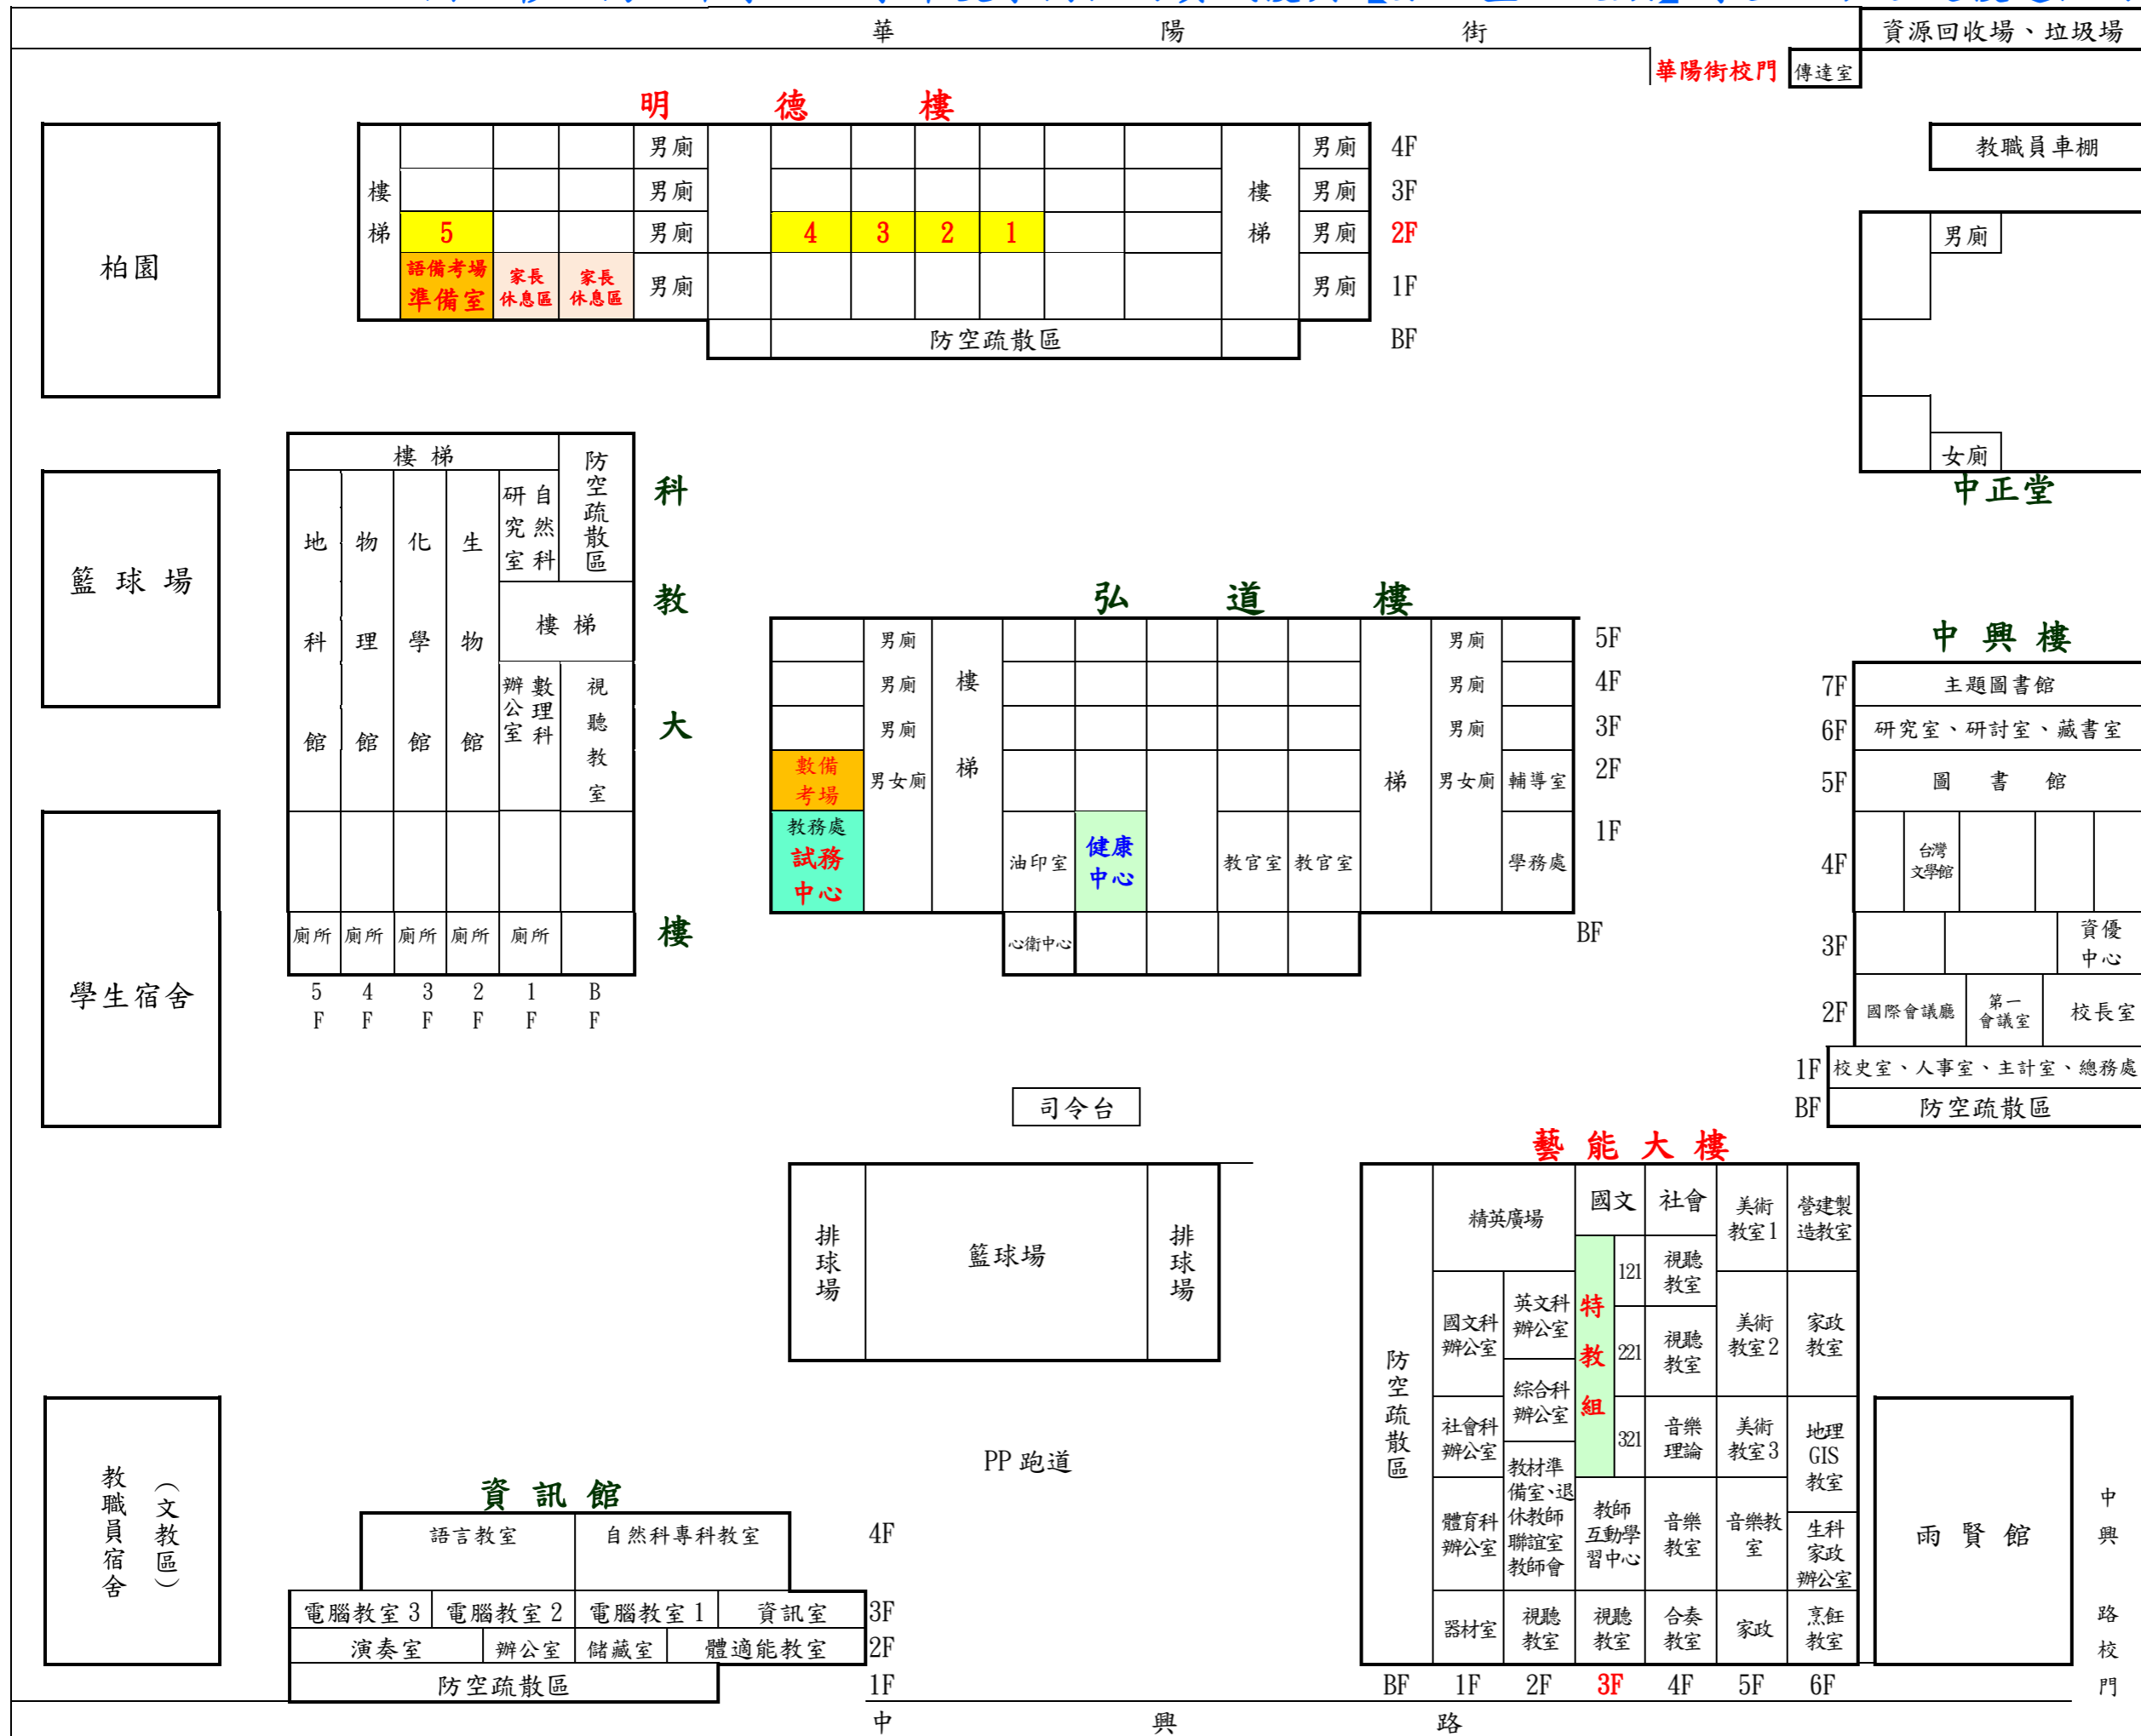 華 陽 街
資源回收場、垃圾場
華陽街校門
傳達室
明 德 樓
教職員車棚
柏園
樓梯
男廁
男廁
4F
男廁
男廁
3F
5
男廁
4
3
2
1
樓梯
男廁
2F
語備考場
準備室
家長
休息區
家長
休息區
男廁
男廁
1F
防空疏散區
BF
男廁
女廁
中正堂
籃球場
樓梯
防空疏散區
地科館
物理館
化學館
生物館
自然科
研究室
樓梯
數理科
辦公室
視聽教室
廁所
廁所
廁所
廁所
廁所
5F
4F
3F
2F
1F
BF
科教大樓
學生宿舍
弘 道 樓
男廁
樓梯
樓梯
男廁
5F
男廁
男廁
4F
男廁
男廁
3F
數備
考場
男女廁
男女廁
輔導室
2F
教務處
試務
中心
油印室
健康
中心
教官室
教官室
學務處
1F
心衛中心
BF
中興樓
7F
主題圖書館
6F
研究室、研討室、藏書室
5F
圖書館
4F
台灣
文學館
3F
資優
中心
2F
國際會議廳
第一
會議室
校長室
1F
校史室、人事室、主計室、總務處
BF
防空疏散區
司令台
排球場
籃球場
排球場
PP 跑道
藝能大樓
防空疏散區
精英廣場
國文
社會
美術
教室1
營建製
造教室
國文科
辦公室
英文科
辦公室
特教組
121
視聽
教室
221
視聽
教室
美術
教室2
家政
教室
社會科
辦公室
綜合科
辦公室
321
音樂
理論
美術
教室3
地理
GIS
教室
體育科
辦公室
教材準
備室、退
休教師
聯誼室
教師會
教師
互動學
習中心
音樂
教室
音樂教
室
生科
家政
辦公室
器材室
視聽
教室
視聽
教室
合奏
教室
家政
烹飪
教室
BF
1F
2F
3F
4F
5F
6F
雨賢館
中興路校門
教職員宿舍
(文教區)
資訊館
語言教室
自然科專科教室
4F
電腦教室 3
電腦教室 2
電腦教室 1
資訊室
3F
演奏室
辦公室
儲藏室
體適能教室
2F
防空疏散區
1F
中 興 路